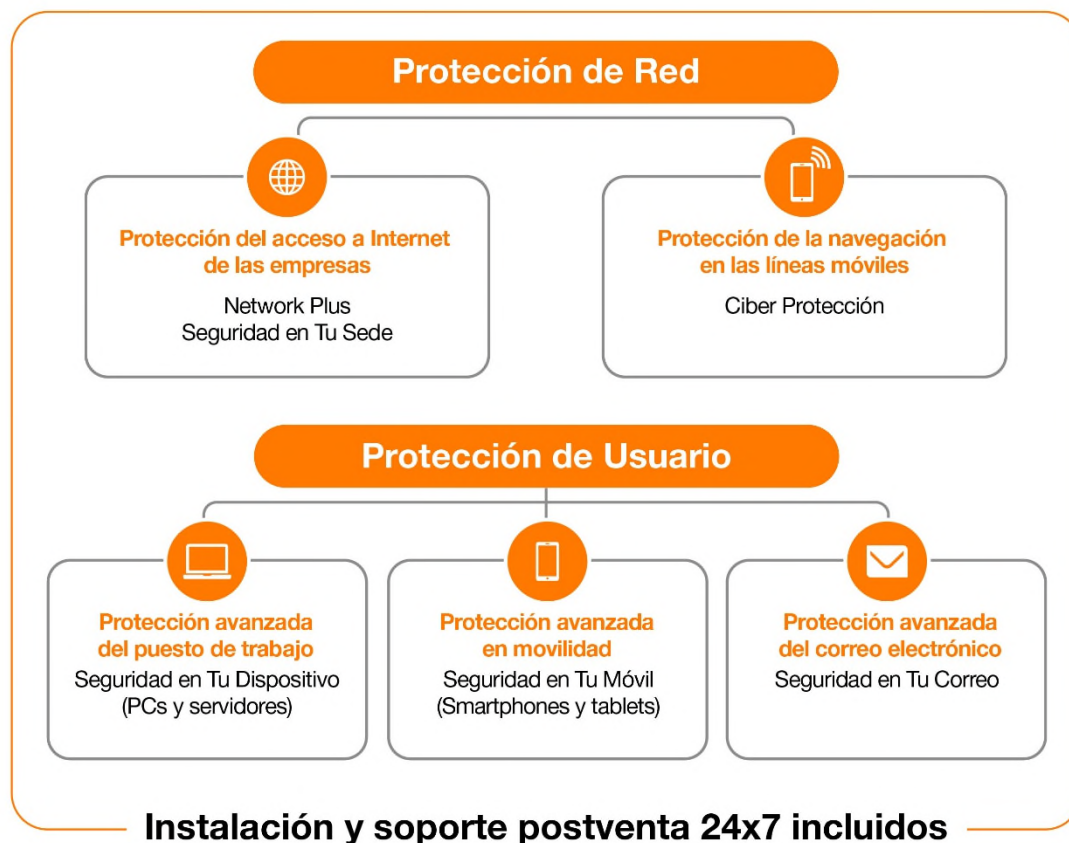 Protección de Red
Protección del acceso a Internet
de las empresas
Network Plus
Seguridad en Tu Sede
Protección de la navegación
en las líneas móviles
Ciber Protección
Protección de Usuario
Protección avanzada
del puesto de trabajo
Seguridad en Tu Dispositivo
(PCs y servidores)
Protección avanzada
en movilidad
Seguridad en Tu Móvil
(Smartphones y tablets)
Protección avanzada
del correo electrónico
Seguridad en Tu Correo
Instalación y soporte postventa 24x7 incluidos